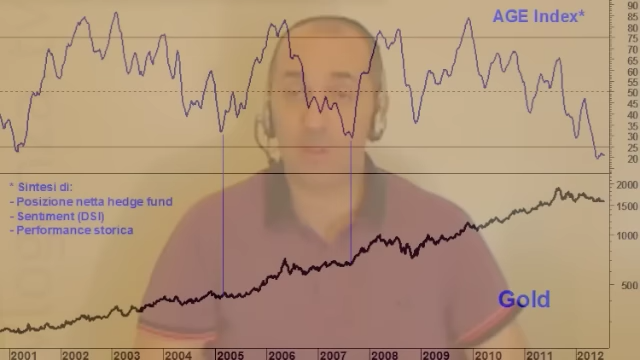 AGE Index*
90
85
80
75
70
65
60
55
50
45
40
35
30
25
20
* Sintesi di:
- Posizione netta hedge fund
- Sentiment (DSI)
- Performance storica
2000
1500
1000
500
Gold
2001 2002 2003 2004 2005 2006 2007 2008 2009 2010 2011 2012